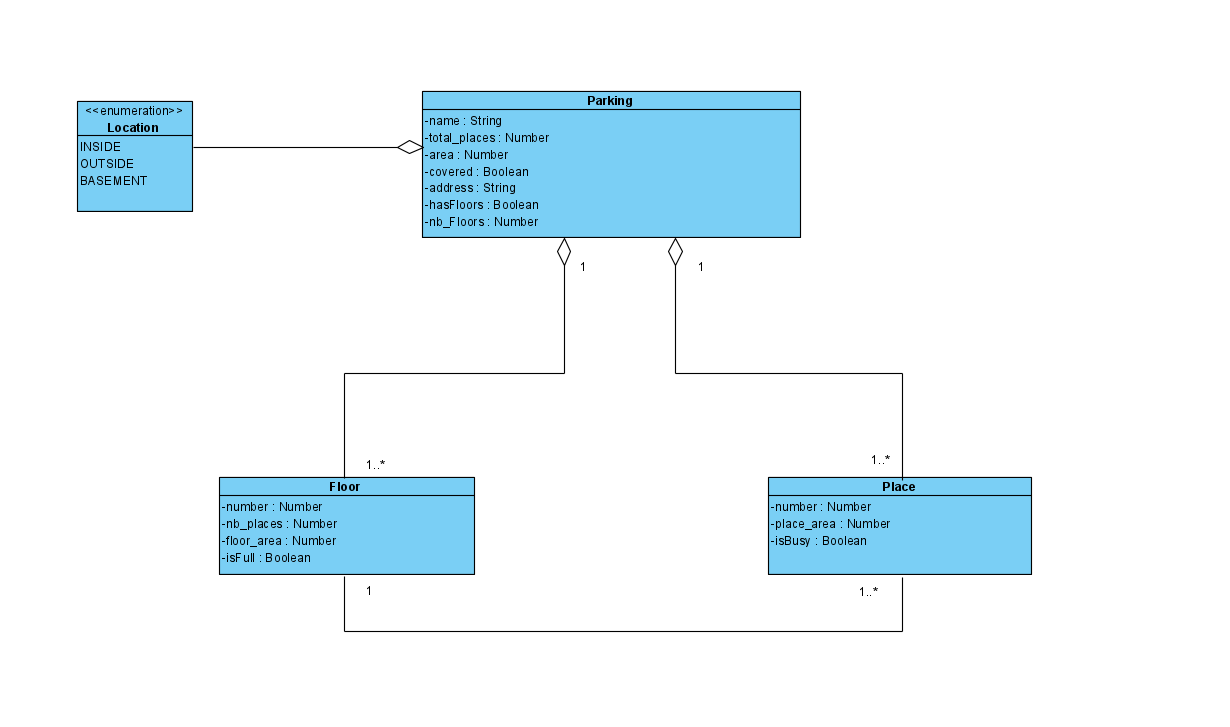 <<enumeration>>
Location
INSIDE
OUTSIDE
BASEMENT
Parking
-name : String
-total_places : Number
-area : Number
-covered : Boolean
-address : String
-hasFloors : Boolean
-nb_Floors : Number
1
1
1..*
1..*
Floor
-number : Number
-nb_places : Number
-floor_area : Number
-isFull : Boolean
Place
-number : Number
-place_area : Number
-isBusy : Boolean
1
1..*